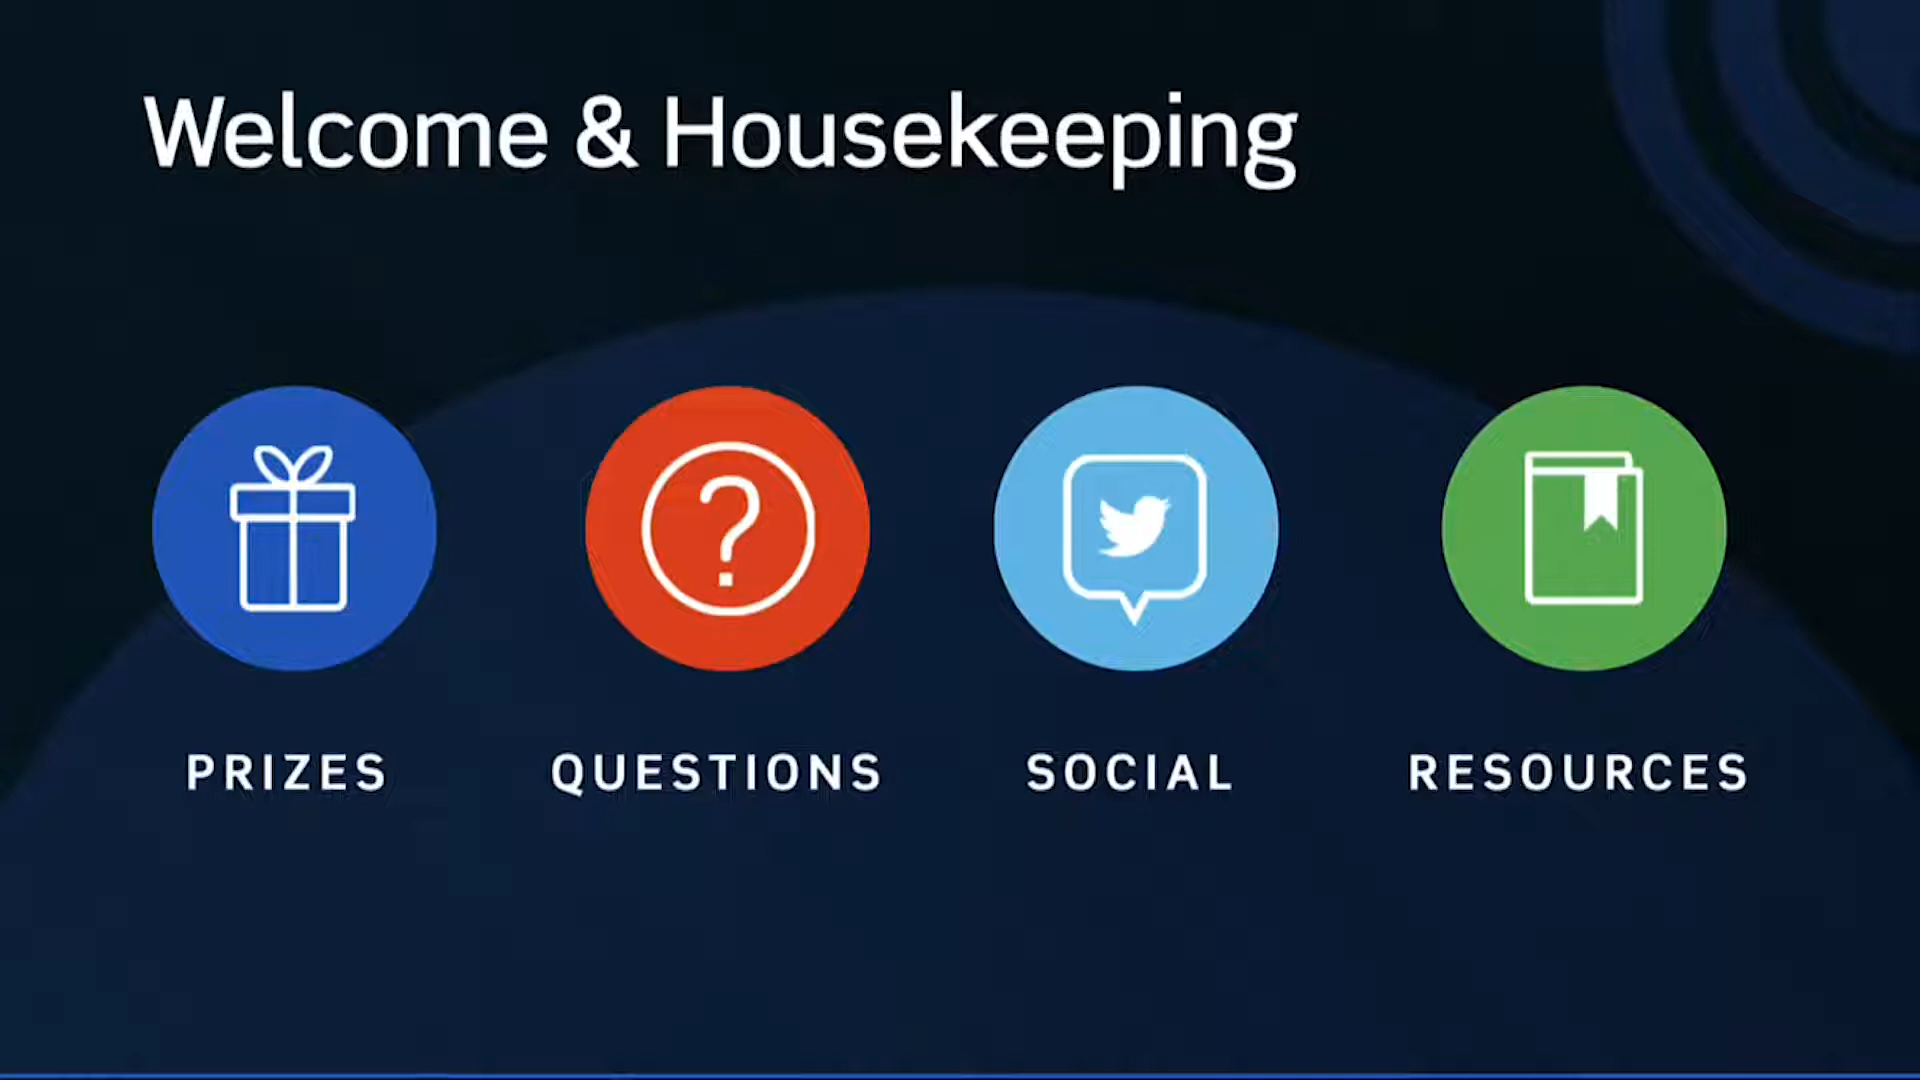 Welcome & Housekeeping
PRIZES
QUESTIONS
SOCIAL
RESOURCES